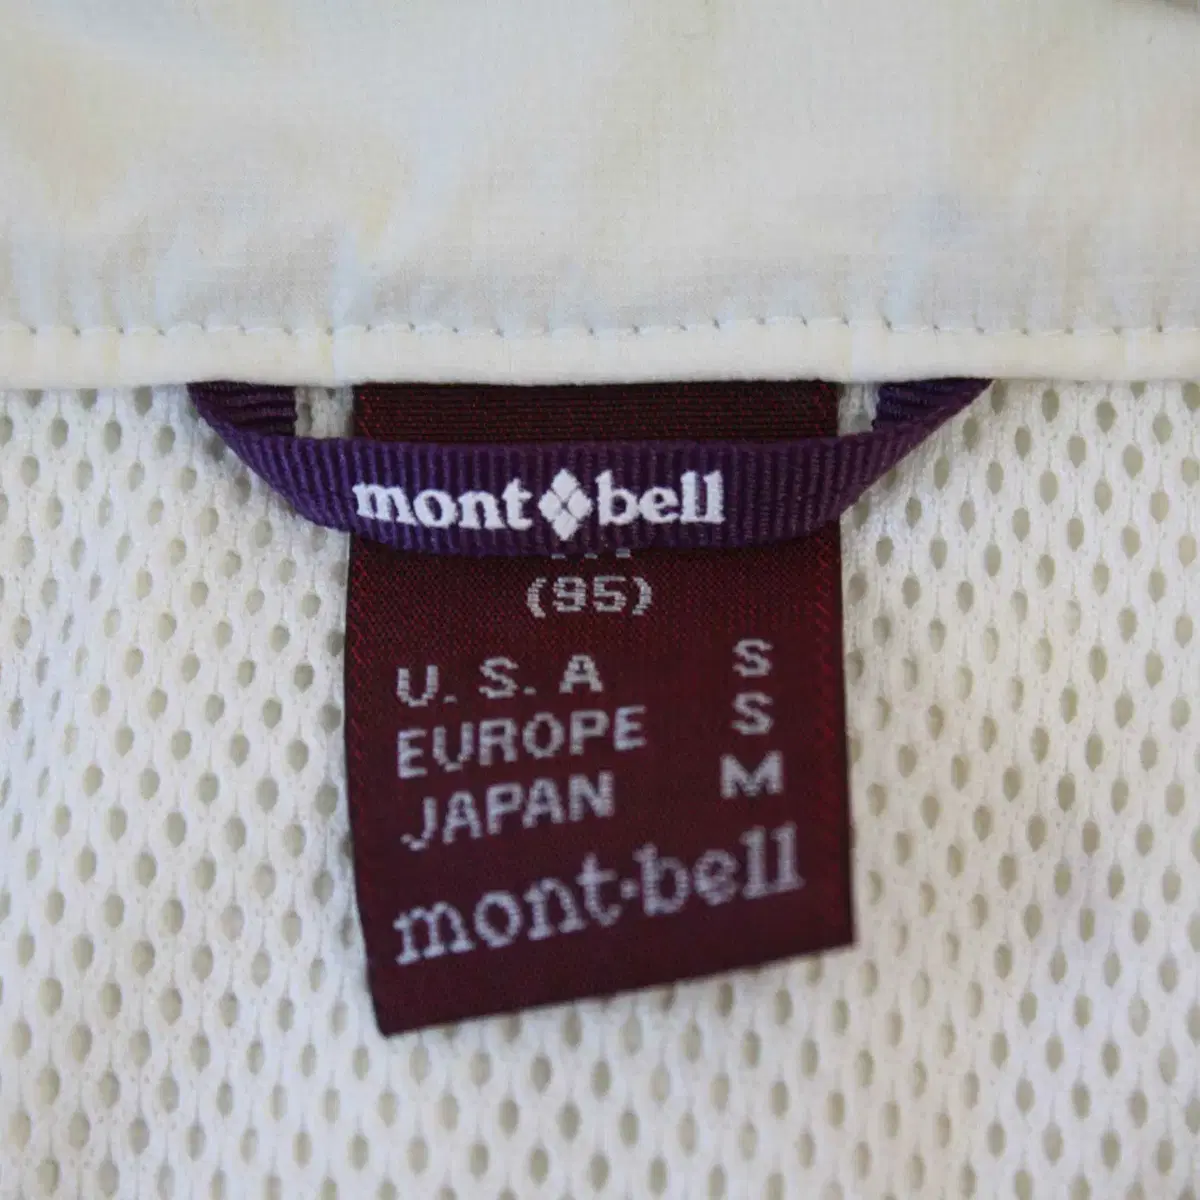 mont bell
(95)
U.S.A S
EUROPE S
JAPAN M
mont·bell